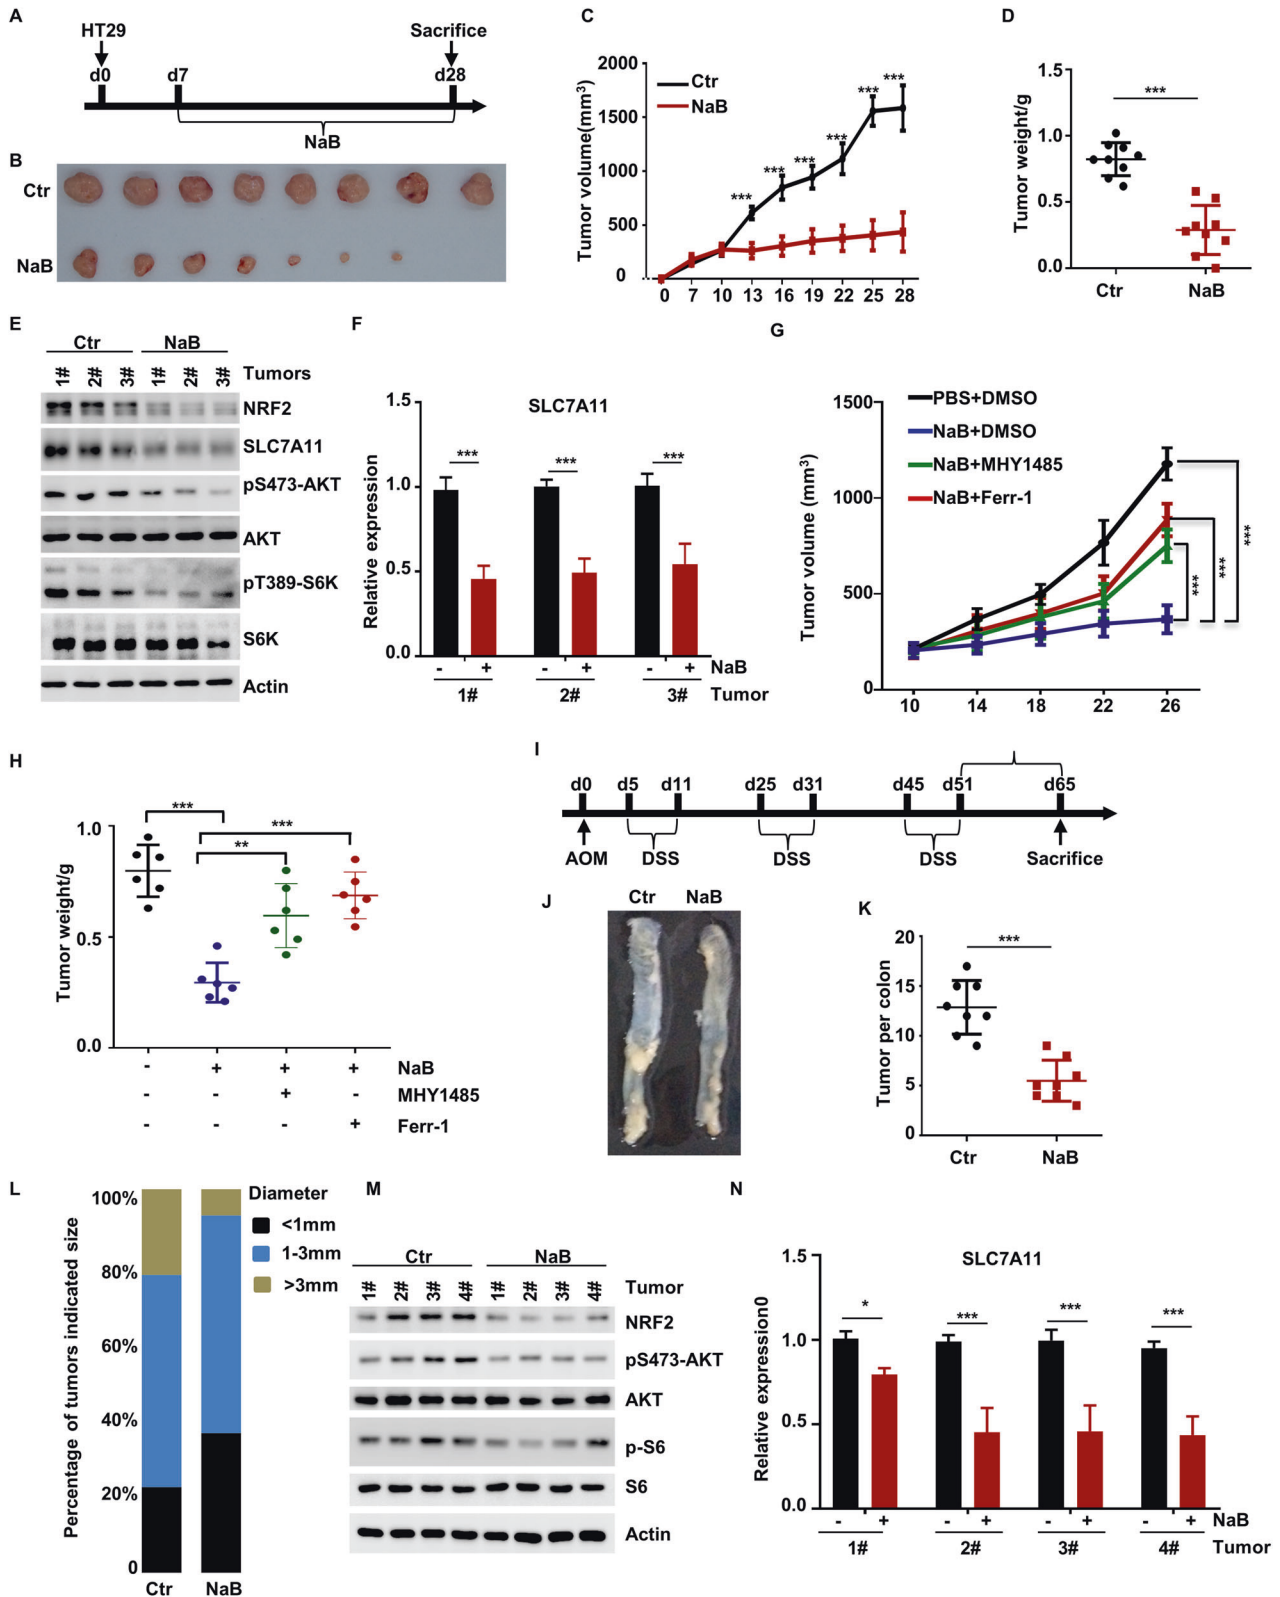 A
HT29
Sacrifice
d0
d7
d28
NaB
B
Ctr
NaB
C
Tumor volume(mm³)
2000
1500
1000
500
0
Ctr
NaB
***
***
***
***
***
***
0 7 10 13 16 19 22 25 28
D
Tumor weight/g
1.5
1.0
0.5
0.0
***
Ctr
NaB
E
Ctr
NaB
1# 2# 3# 1# 2# 3# Tumors
NRF2
SLC7A11
pS473-AKT
AKT
pT389-S6K
S6K
Actin
F
SLC7A11
Relative expression
1.5
1.0
0.5
0.0
***
***
***
- + - + - + NaB
1# 2# 3# Tumor
G
Tumor volume (mm³)
1500
1000
500
0
PBS+DMSO
NaB+DMSO
NaB+MHY1485
NaB+Ferr-1
***
***
***
10 14 18 22 26
H
Tumor weight/g
1.0
0.5
0.0
***
***
**
- + + + NaB
- - + - MHY1485
- - - + Ferr-1
I
d0 d5 d11 d25 d31 d45 d51 d65
AOM DSS DSS DSS Sacrifice
J
Ctr NaB
K
Tumor per colon
20
15
10
5
0
***
Ctr
NaB
L
Percentage of tumors indicated size
100%
80%
60%
40%
20%
0
Ctr
NaB
Diameter
<1mm
1-3mm
>3mm
M
Ctr
NaB
1# 2# 3# 4# 1# 2# 3# 4# Tumor
NRF2
pS473-AKT
AKT
p-S6
S6
Actin
N
SLC7A11
Relative expression0
1.5
1.0
0.5
0.0
*
***
***
***
- + - + - + - + NaB
1# 2# 3# 4# Tumor